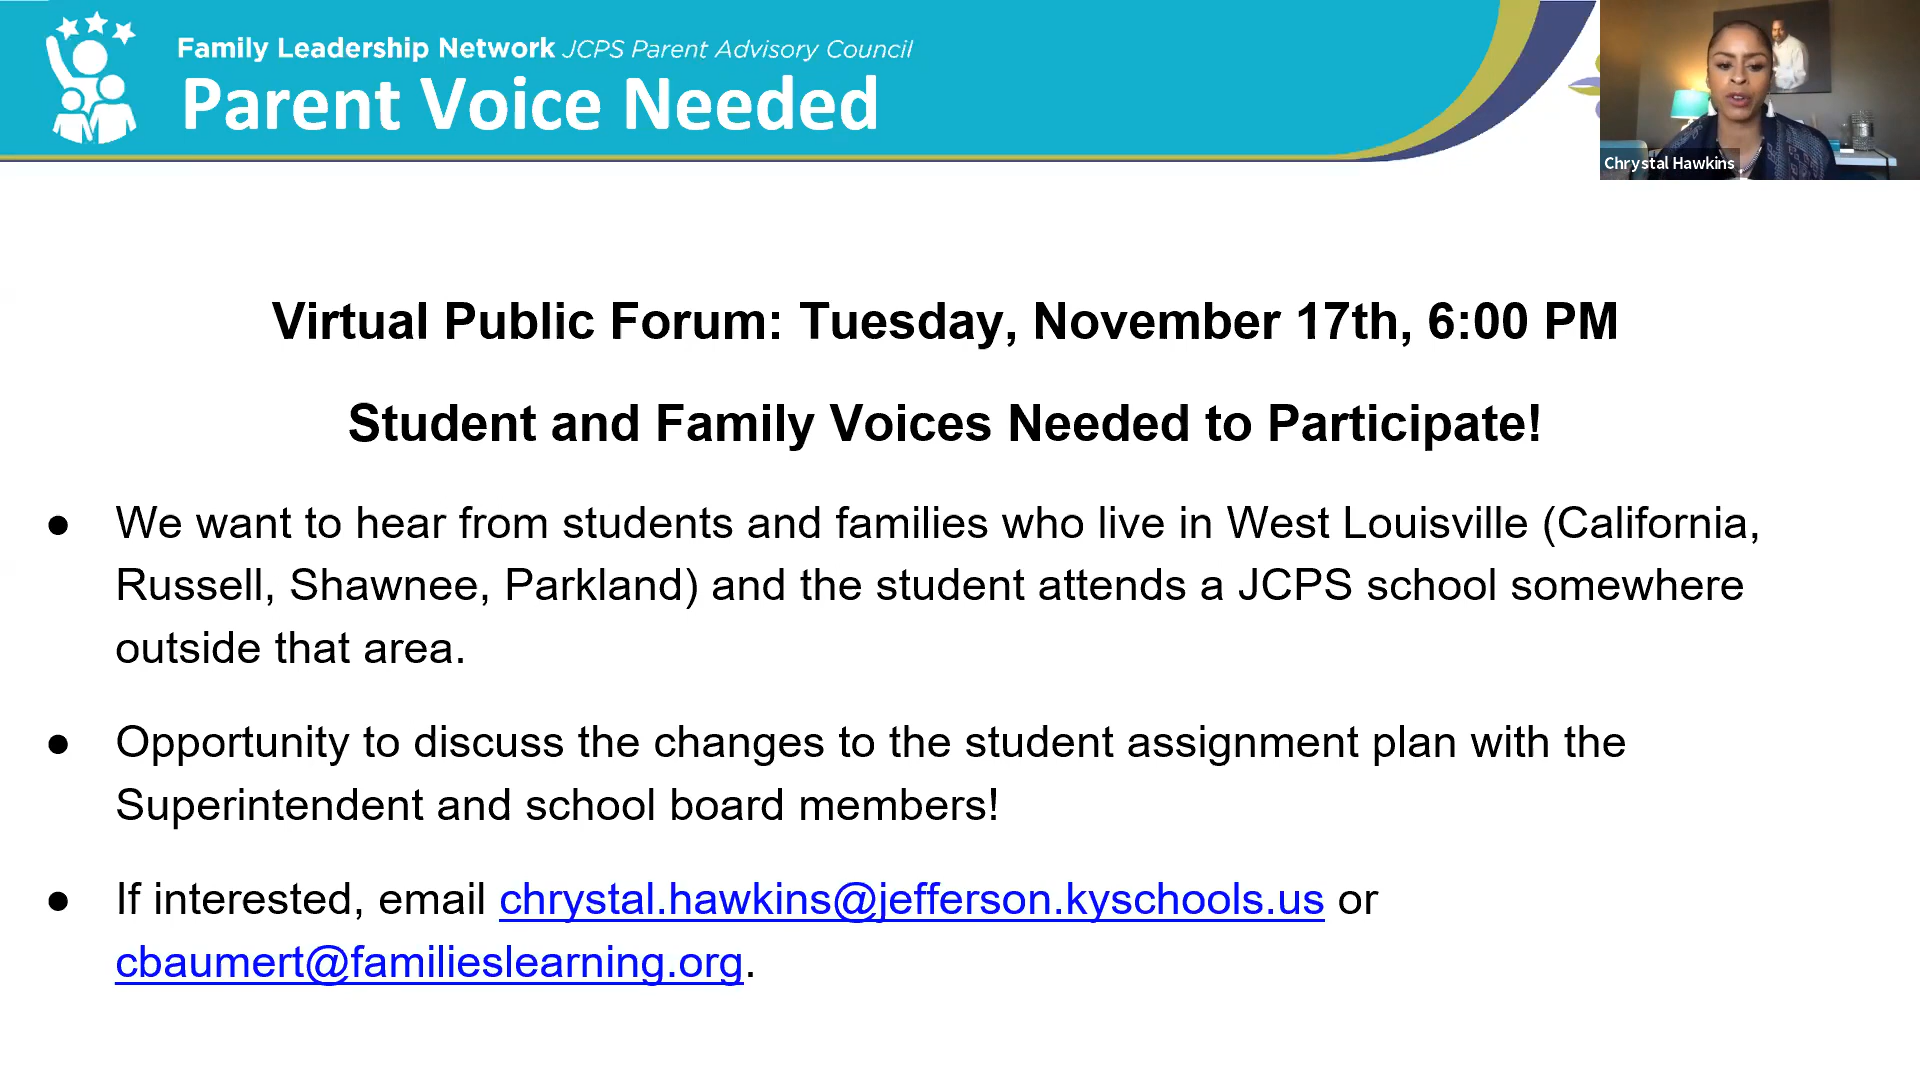 Family Leadership Network JCPS Parent Advisory Council
Parent Voice Needed
Chrystal Hawkins
Virtual Public Forum: Tuesday, November 17th, 6:00 PM
Student and Family Voices Needed to Participate!
● We want to hear from students and families who live in West Louisville (California,
Russell, Shawnee, Parkland) and the student attends a JCPS school somewhere
outside that area.
● Opportunity to discuss the changes to the student assignment plan with the
Superintendent and school board members!
● If interested, email chrystal.hawkins@jefferson.kyschools.us or
cbaumert@familieslearning.org.